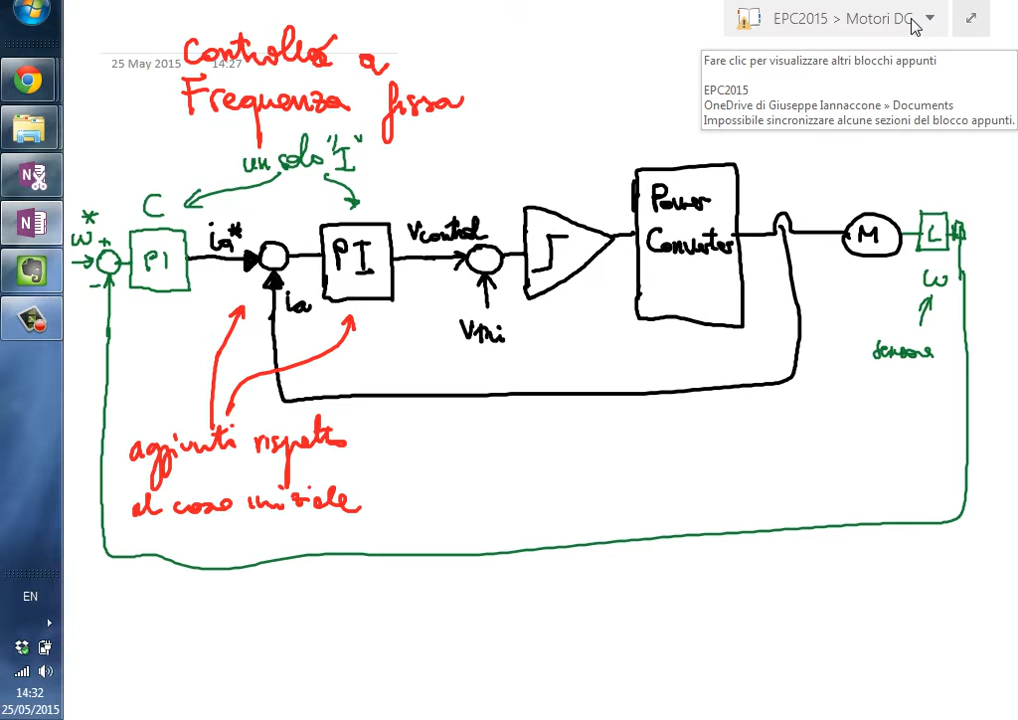 EPC2015 > Motori DC
Fare clic per visualizzare altri blocchi appunti
EPC2015
OneDrive di Giuseppe Iannaccone » Documents
Impossibile sincronizzare alcune sezioni del blocco appunti.
25 May 2015 14:27
Controllo a
Frequenza fissa
un solo "I"
C
ω*
+
-
PI
ia*
ia
PI
Vcontrol
Vtri
Power
Converter
M
L
ω
sensore
aggiunti rispetto
al caso iniziale
EN
14:32
25/05/2015